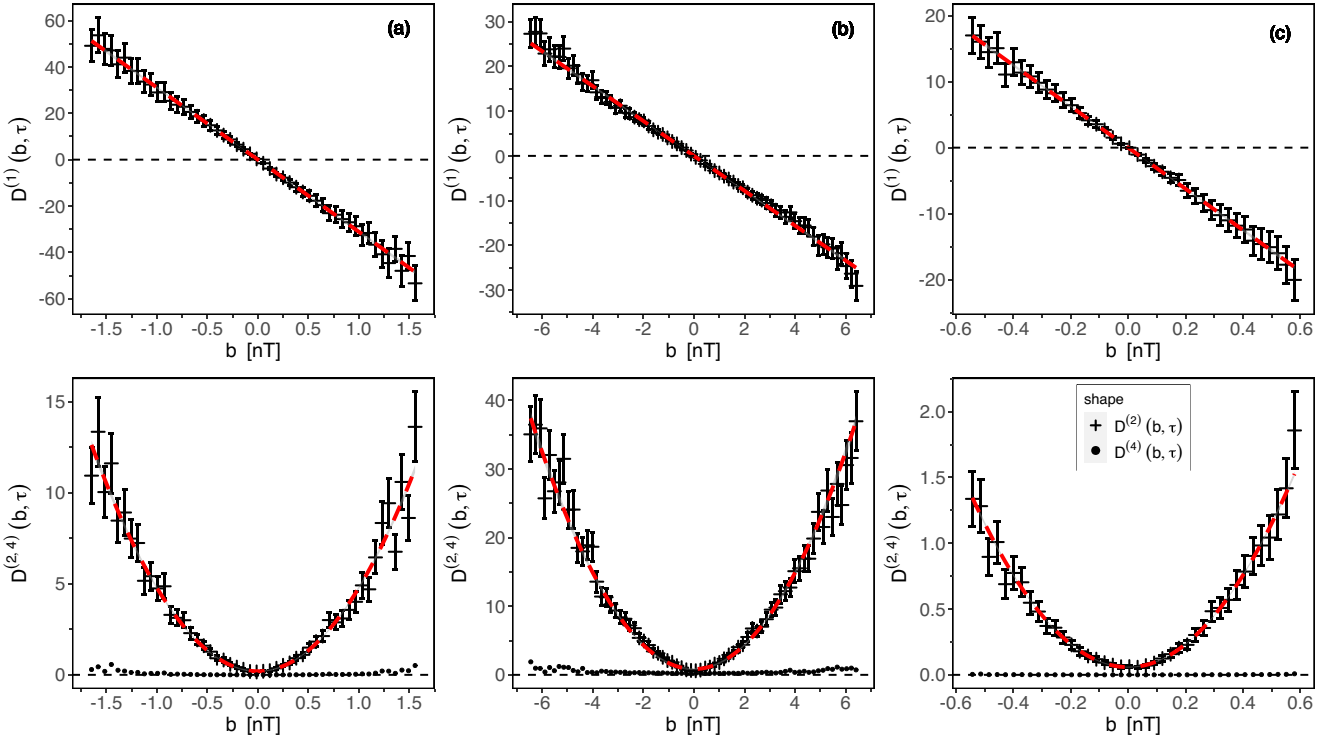 (a)
60
40
20
0
-20
-40
-60
D^(1) (b, τ)
-1.5 -1.0 -0.5 0.0 0.5 1.0 1.5
b [nT]
(b)
30
20
10
0
-10
-20
-30
D^(1) (b, τ)
-6 -4 -2 0 2 4 6
b [nT]
(c)
20
10
0
-10
-20
D^(1) (b, τ)
-0.6 -0.4 -0.2 0.0 0.2 0.4 0.6
b [nT]
15
10
5
0
D^(2,4) (b, τ)
-1.5 -1.0 -0.5 0.0 0.5 1.0 1.5
b [nT]
40
30
20
10
0
D^(2,4) (b, τ)
-6 -4 -2 0 2 4 6
b [nT]
shape
D^(2) (b, τ)
D^(4) (b, τ)
2.0
1.5
1.0
0.5
0.0
D^(2,4) (b, τ)
-0.6 -0.4 -0.2 0.0 0.2 0.4 0.6
b [nT]